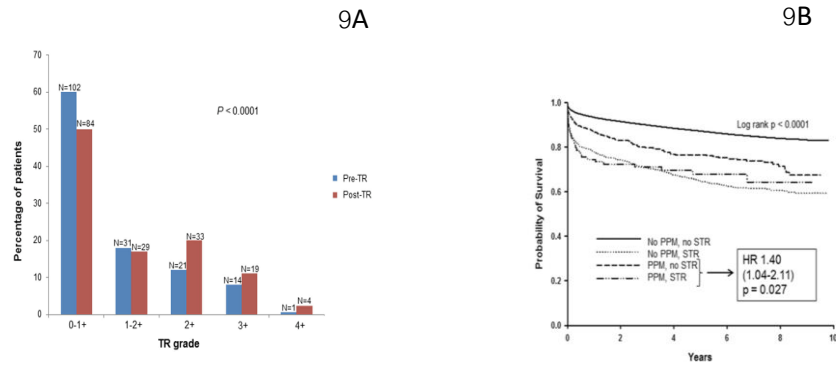 9A
70
60
50
40
30
20
10
0
Percentage of patients
N=102
N=84
N=31
N=29
N=21
N=33
N=14
N=19
N=1
N=4
P < 0.0001
Pre-TR
Post-TR
0-1+ 1-2+ 2+ 3+ 4+
TR grade
9B
1.0
0.8
0.6
0.4
0.2
0.0
Probability of Survival
Log rank p < 0.0001
No PPM, no STR
No PPM, STR
PPM, no STR
PPM, STR
HR 1.40
(1.04-2.11)
p = 0.027
0 2 4 6 8 10
Years